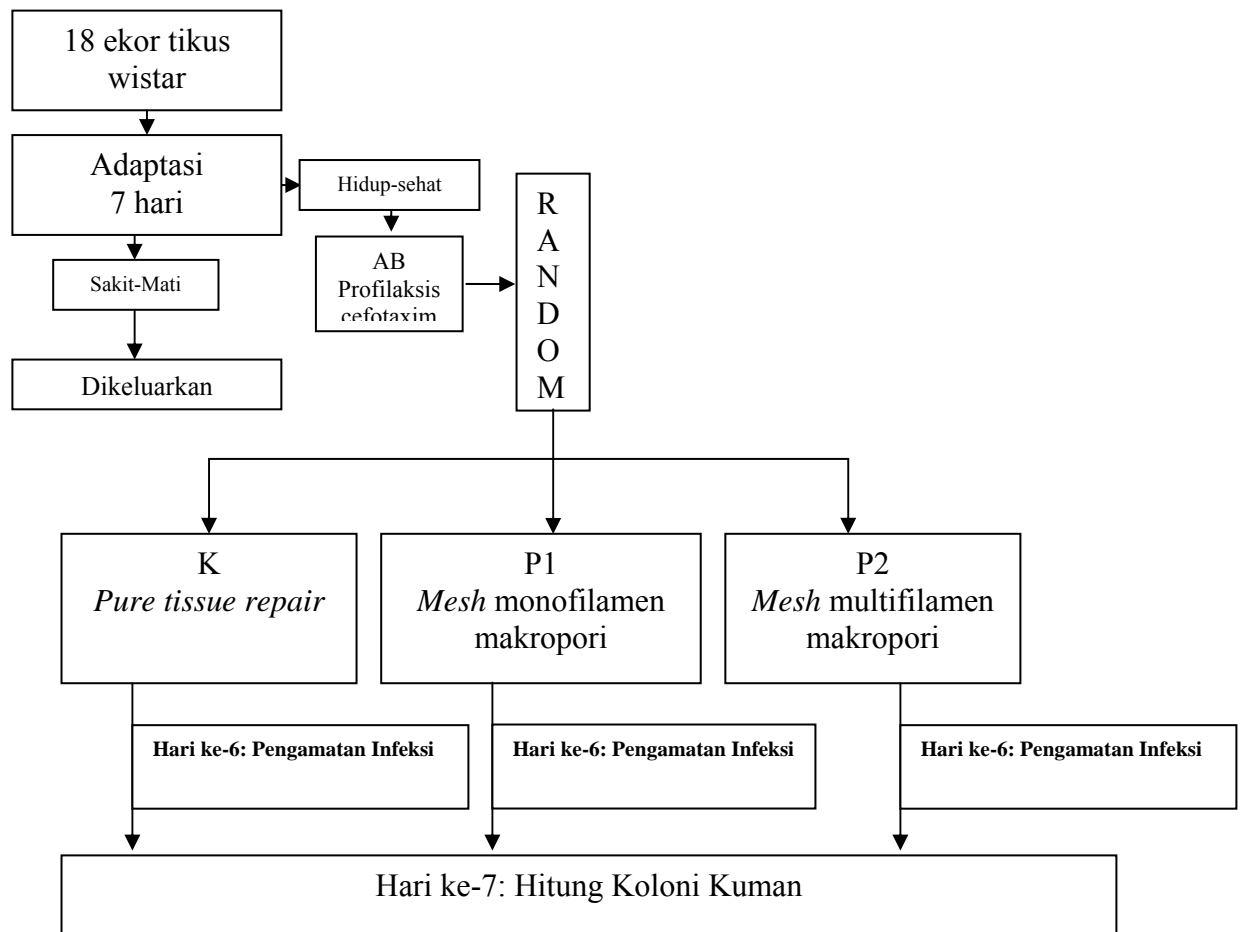 18 ekor tikus
wistar
Adaptasi
7 hari
Hidup-sehat
Sakit-Mati
Dikeluarkan
AB
Profilaksis
cefotaxim
R
A
N
D
O
M
K
Pure tissue repair
P1
Mesh monofilamen
makropori
P2
Mesh multifilamen
makropori
Hari ke-6: Pengamatan Infeksi
Hari ke-6: Pengamatan Infeksi
Hari ke-6: Pengamatan Infeksi
Hari ke-7: Hitung Koloni Kuman